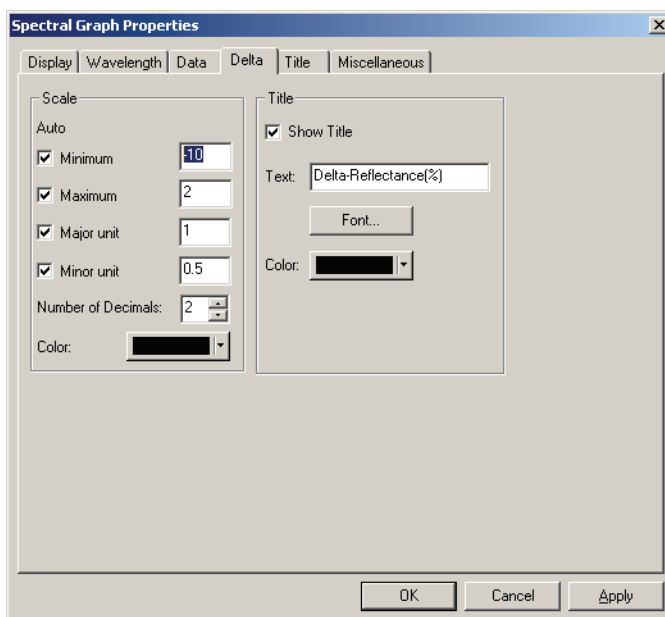 Spectral Graph Properties
Display Wavelength Data Delta Title Miscellaneous
Scale
Auto
Minimum -10
Maximum 2
Major unit 1
Minor unit 0.5
Number of Decimals: 2
Color:
Title
Show Title
Text: Delta-Reflectance(%)
Font...
Color:
OK Cancel Apply